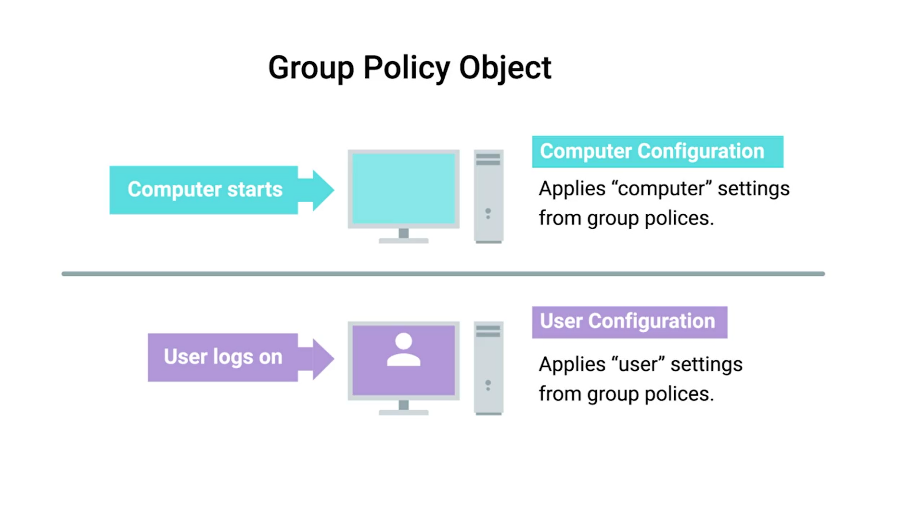 Group Policy Object
Computer starts
Computer Configuration
Applies “computer” settings
from group polices.
User logs on
User Configuration
Applies “user” settings
from group polices.